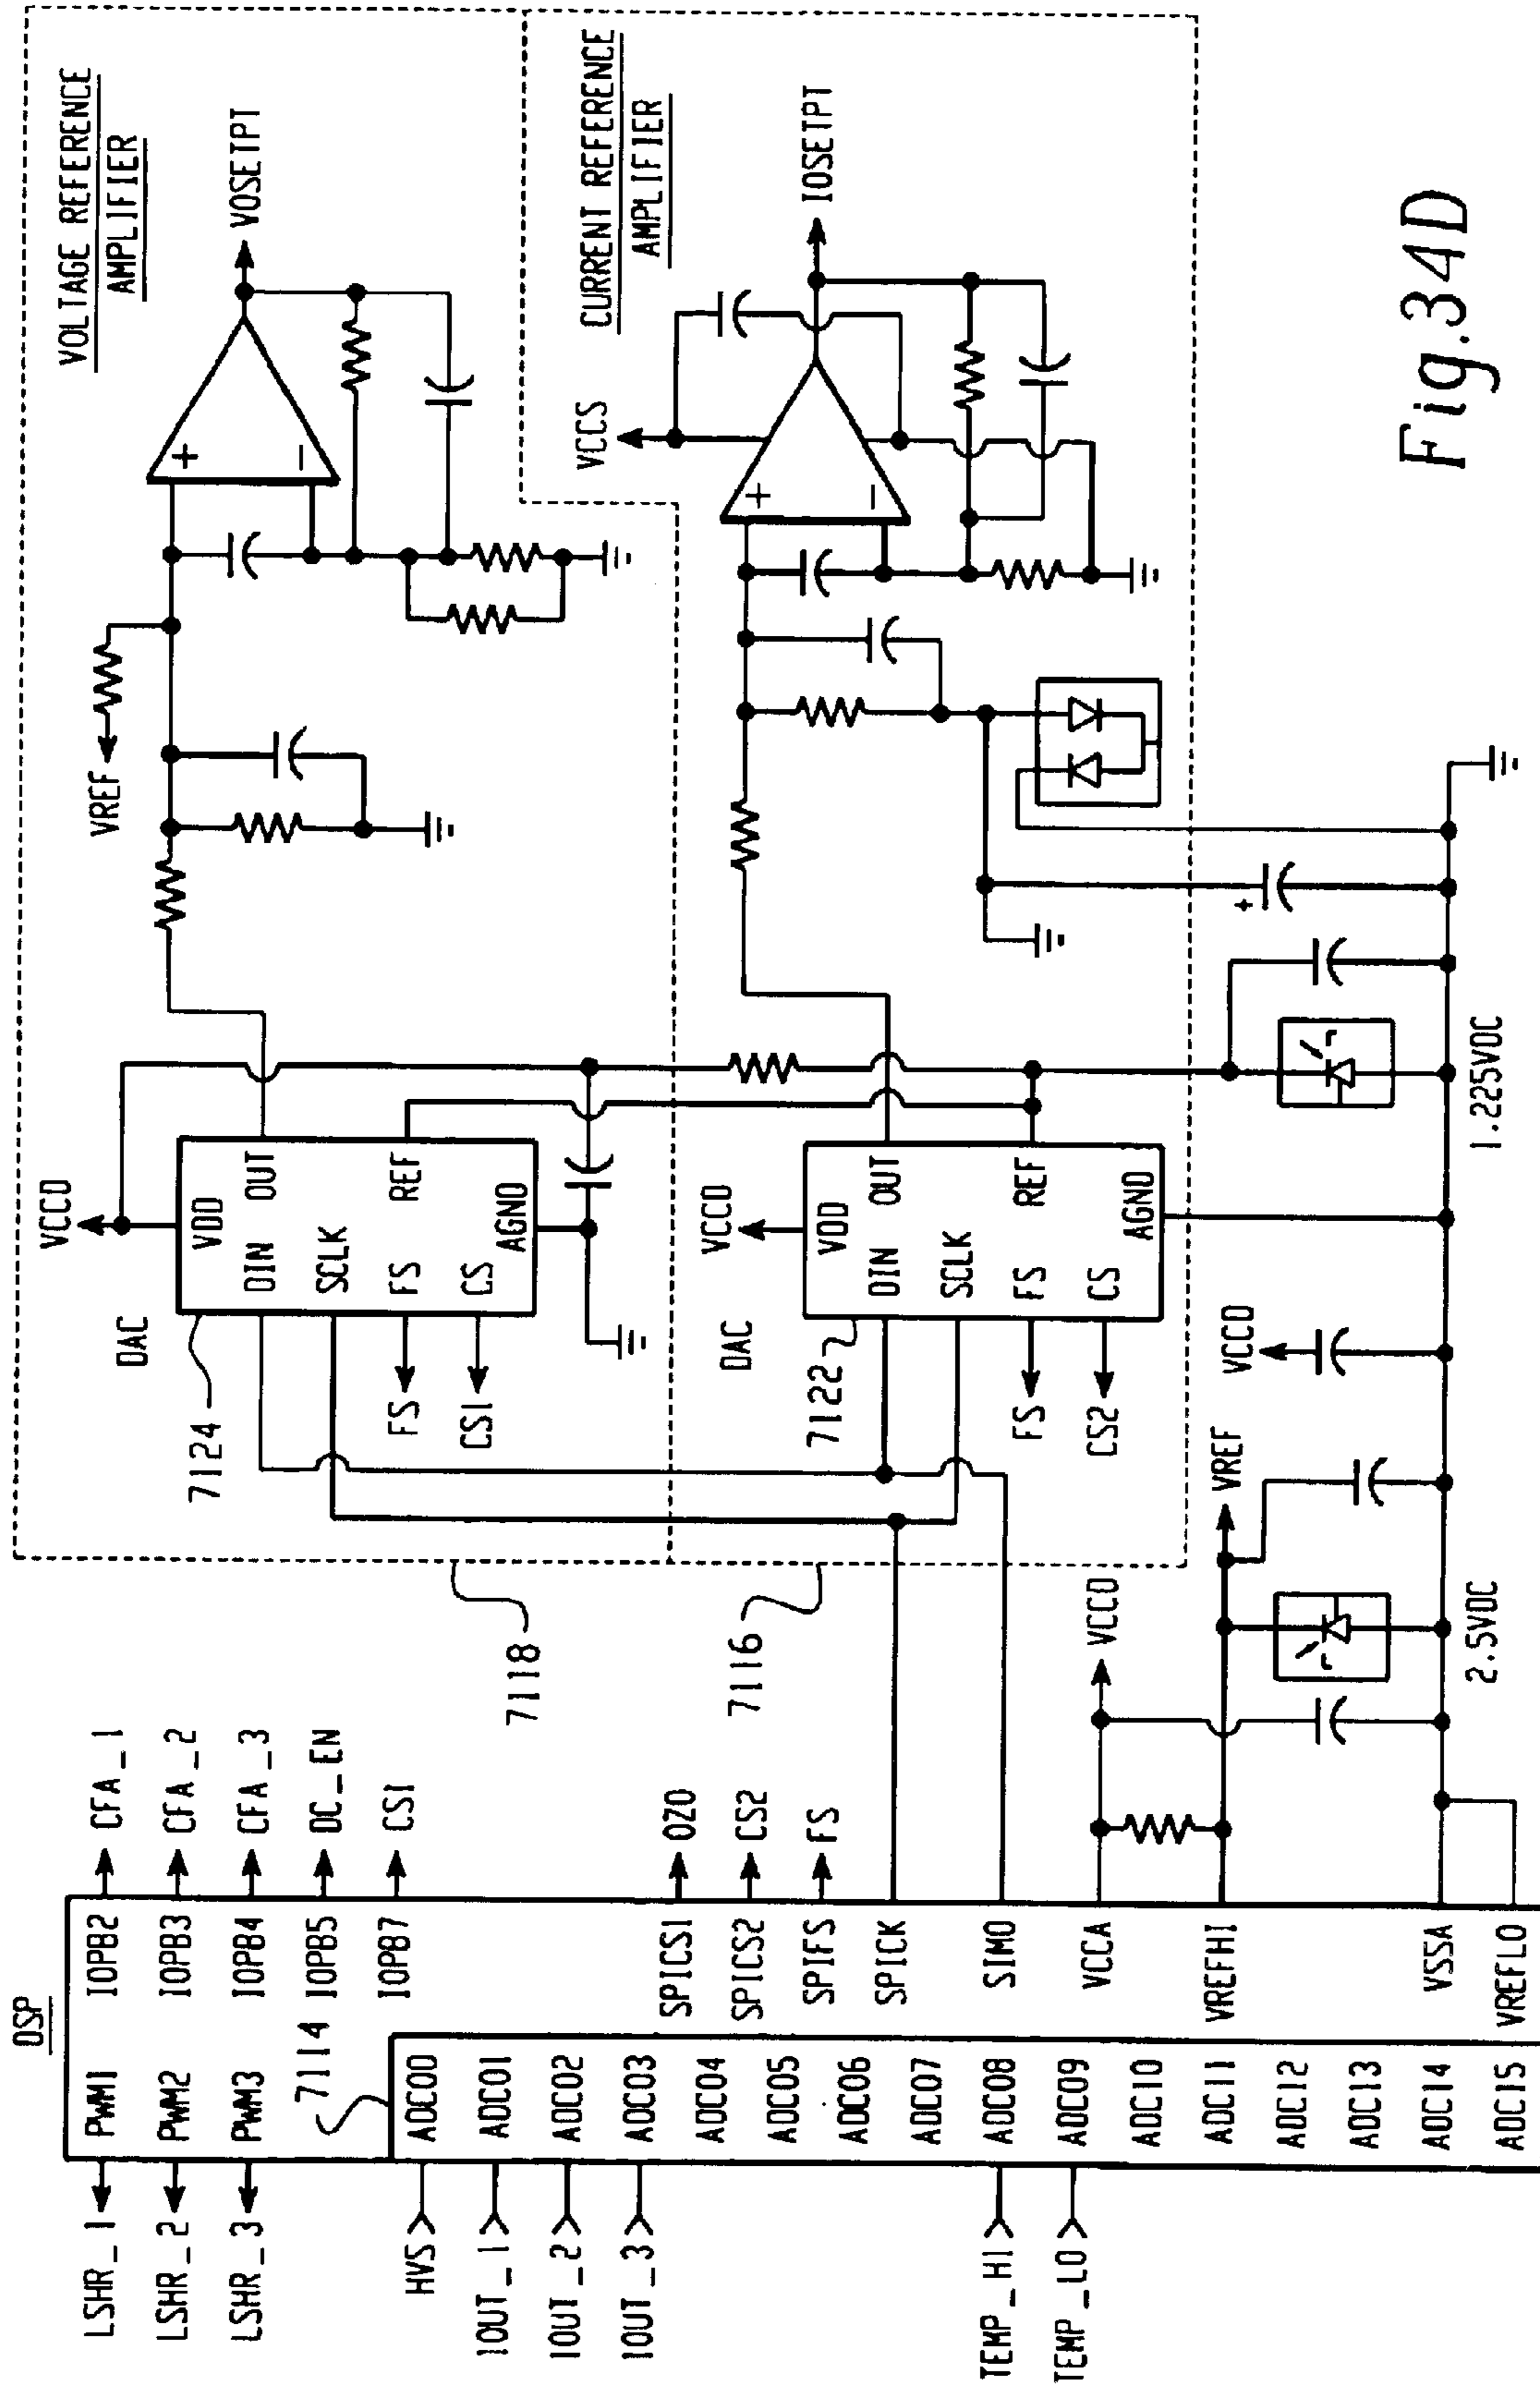 DSP
PWM1
PWM2
PWM3
LSHR_1
LSHR_2
LSHR_3
7114
IOPB2
IOPB3
IOPB4
IOPB5
IOPB7
CFA_1
CFA_2
CFA_3
DC_EN
CS1
ADC00
ADC01
ADC02
ADC03
ADC04
ADC05
ADC06
ADC07
ADC08
ADC09
ADC10
ADC11
ADC12
ADC13
ADC14
ADC15
HVS
IOUT_1
IOUT_2
IOUT_3
TEMP_HI
TEMP_LO
SPICS1
SPICS2
SPIFS
SPICK
SIMO
VCCA
VREFHI
VSSA
VREFLO
OZO
CS2
FS
VCCD
VREF
2.5VDC
VCCD
1.225VDC
7118
7116
VCCD
DAC
7124
VDD
DIN
OUT
SCLK
FS
REF
CS
AGND
FS
CS1
VCCD
DAC
7122
VDD
DIN
OUT
SCLK
FS
REF
CS
AGND
FS
CS2
VREF
+
−
VOSETPT
VOLTAGE REFERENCE
AMPLIFIER
VCCS
+
−
IOSETPT
CURRENT REFERENCE
AMPLIFIER
+
Fig.34D